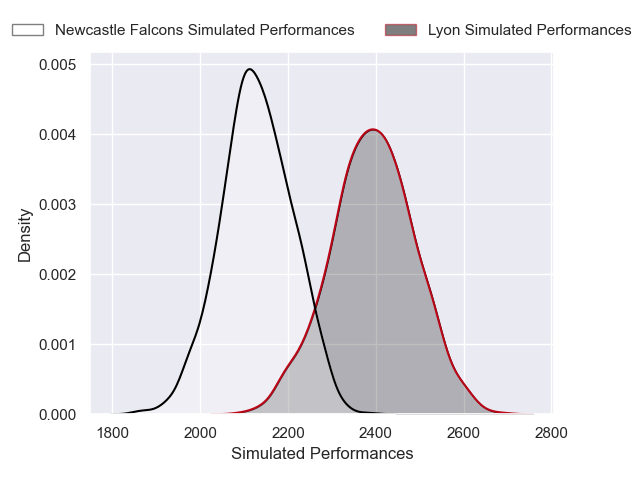 Newcastle Falcons Simulated Performances
Lyon Simulated Performances
0.005
0.004
0.003
0.002
0.001
0.000
Density
1800 2000 2200 2400 2600 2800
Simulated Performances